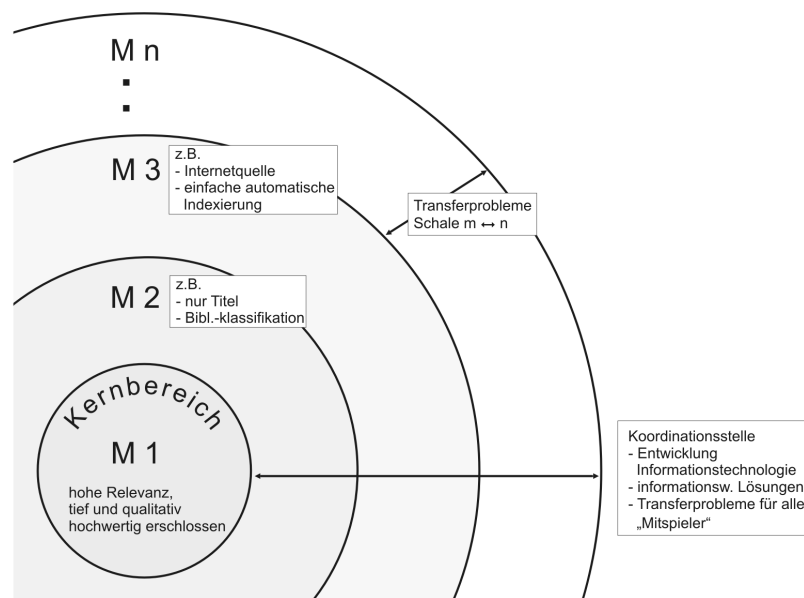 M n
M 3
z.B.
- Internetquelle
- einfache automatische
Indexierung
Transferprobleme
Schale m ↔ n
M 2
z.B.
- nur Titel
- Bibl.-klassifikation
Kernbereich
M 1
hohe Relevanz,
tief und qualitativ
hochwertig erschlossen
Koordinationsstelle
- Entwicklung
Informationstechnologie
- informationsw. Lösungen
- Transferprobleme für alle
„Mitspieler“